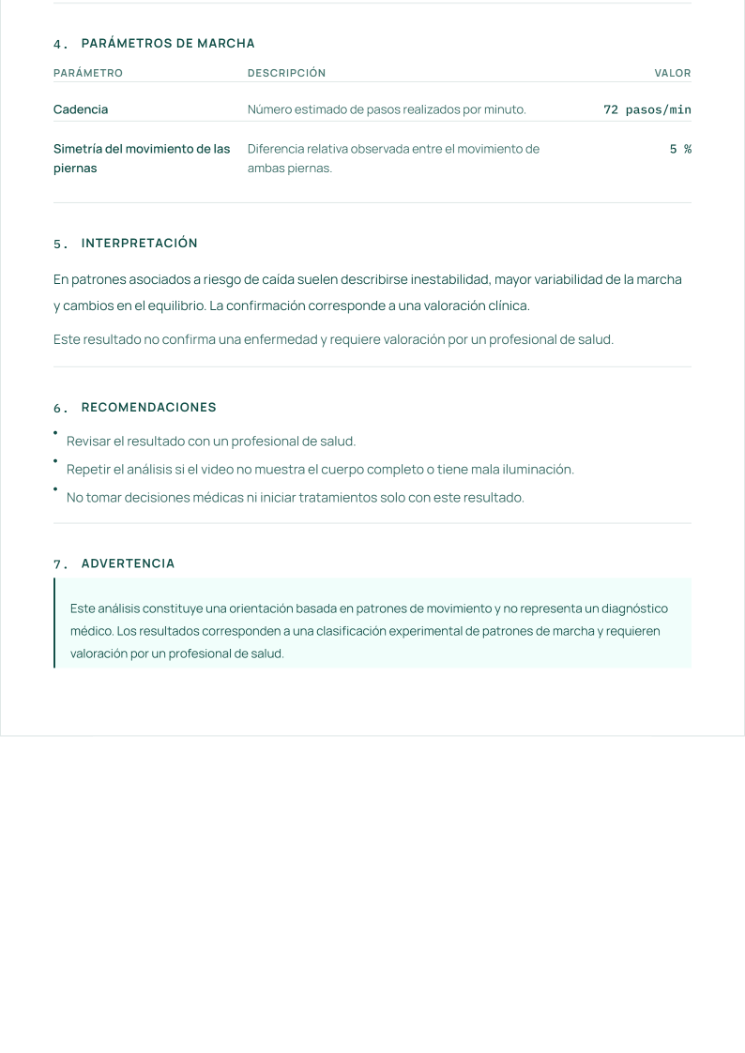 4. PARÁMETROS DE MARCHA
PARÁMETRO DESCRIPCIÓN VALOR
Cadencia Número estimado de pasos realizados por minuto. 72 pasos/min
Simetría del movimiento de las Diferencia relativa observada entre el movimiento de 5 %
piernas ambas piernas.
5. INTERPRETACIÓN
En patrones asociados a riesgo de caída suelen describirse inestabilidad, mayor variabilidad de la marcha
y cambios en el equilibrio. La confirmación corresponde a una valoración clínica.
Este resultado no confirma una enfermedad y requiere valoración por un profesional de salud.
6. RECOMENDACIONES
• Revisar el resultado con un profesional de salud.
• Repetir el análisis si el video no muestra el cuerpo completo o tiene mala iluminación.
• No tomar decisiones médicas ni iniciar tratamientos solo con este resultado.
7. ADVERTENCIA
Este análisis constituye una orientación basada en patrones de movimiento y no representa un diagnóstico
médico. Los resultados corresponden a una clasificación experimental de patrones de marcha y requieren
valoración por un profesional de salud.